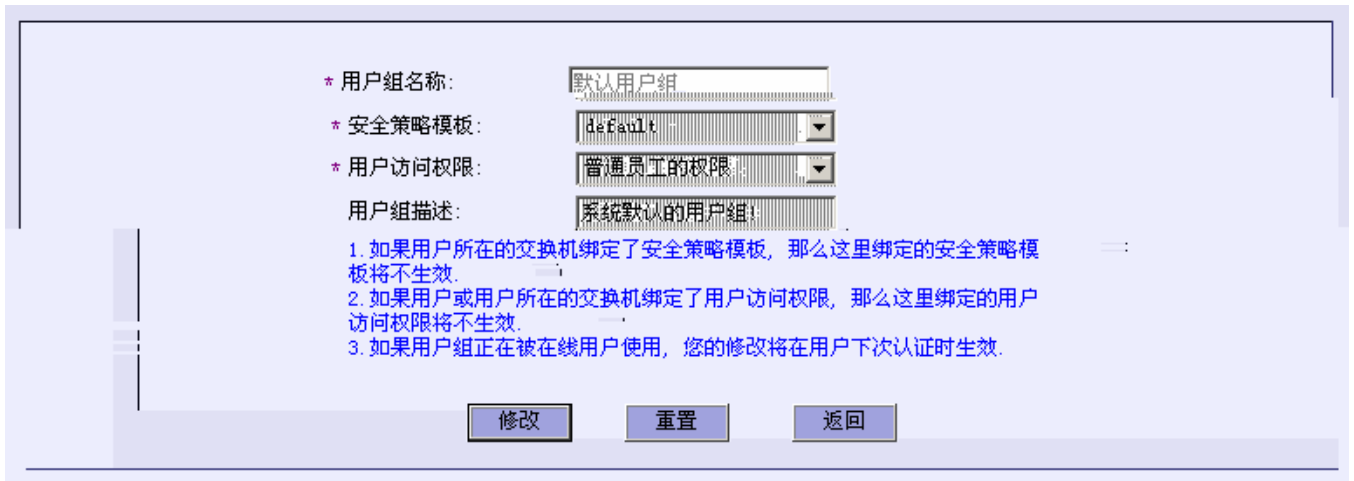 * 用户组名称: 默认用户组
* 安全策略模板: default
* 用户访问权限: 普通员工的权限
用户组描述: 系统默认的用户组!
1. 如果用户所在的交换机绑定了安全策略模板, 那么这里绑定的安全策略模
板将不生效.
2. 如果用户或用户所在的交换机绑定了用户访问权限, 那么这里绑定的用户
访问权限将不生效.
3. 如果用户组正在被在线用户使用, 您的修改将在用户下次认证时生效.
修改 重置 返回